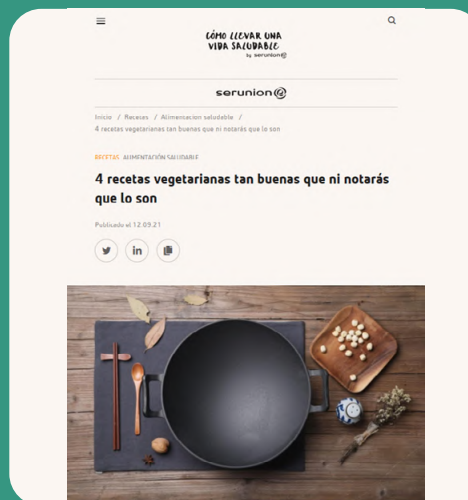 CÓMO LLEVAR UNA
VIDA SALUDABLE
by serunion
serunion
Inicio / Recetas / Alimentacion saludable /
4 recetas vegetarianas tan buenas que ni notarás que lo son
RECETAS ALIMENTACIÓN SALUDABLE
4 recetas vegetarianas tan buenas que ni notarás
que lo son
Publicado el 12.09.21
in